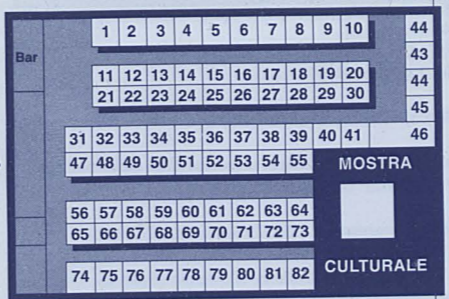 1 2 3 4 5 6 7 8 9 10 44
Bar
43
11 12 13 14 15 16 17 18 19 20 44
21 22 23 24 25 26 27 28 29 30
45
31 32 33 34 35 36 37 38 39 40 41 46
47 48 49 50 51 52 53 54 55
MOSTRA
56 57 58 59 60 61 62 63 64
65 66 67 68 69 70 71 72 73
CULTURALE
74 75 76 77 78 79 80 81 82